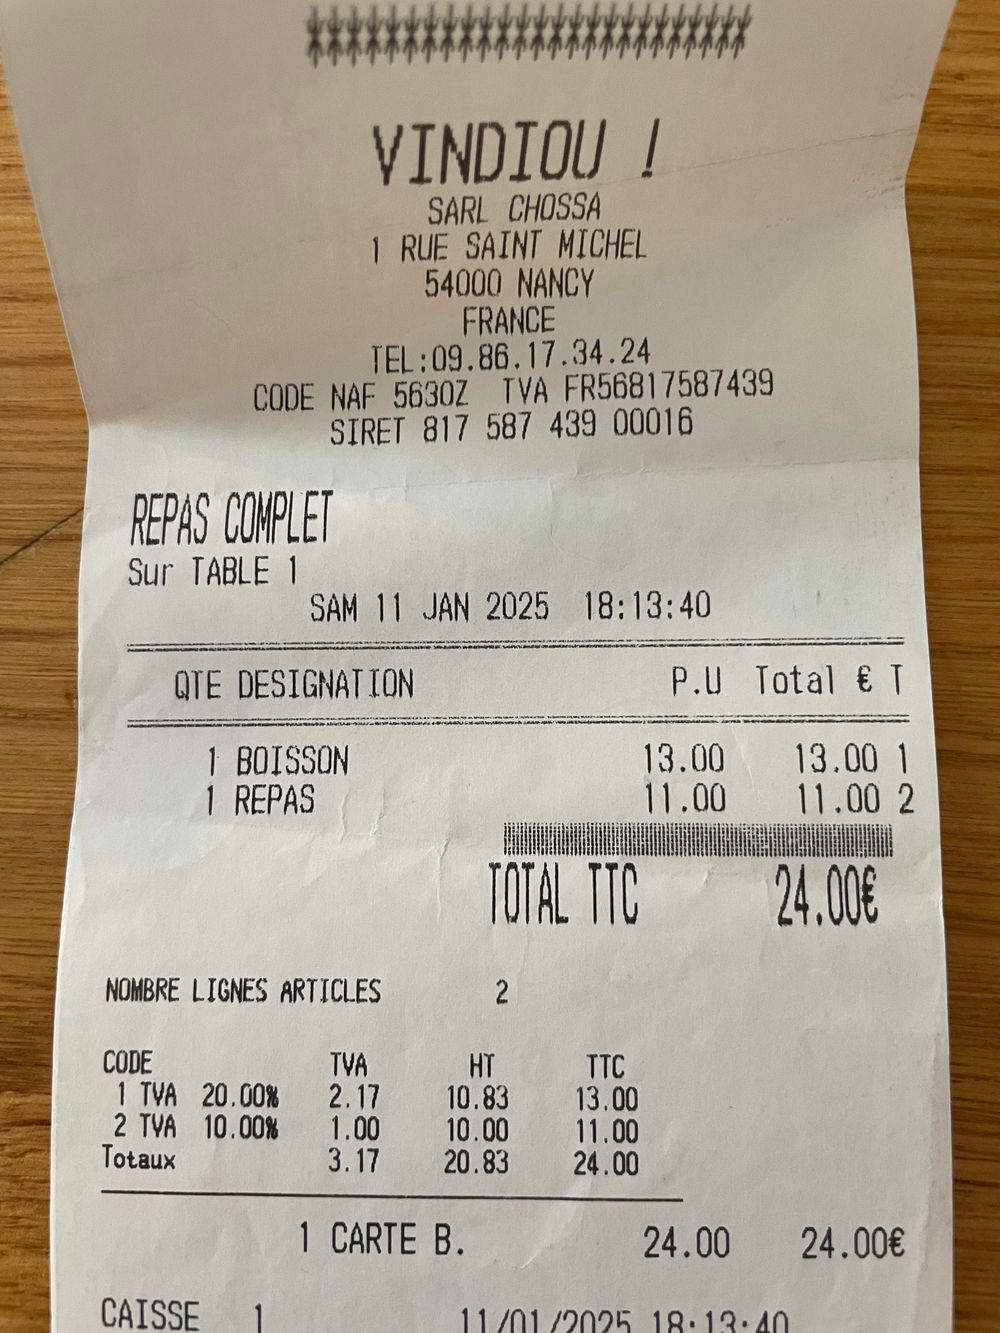 VINDIOU !
SARL CHOSSA
1 RUE SAINT MICHEL
54000 NANCY
FRANCE
TEL:09.86.17.34.24
CODE NAF 5630Z TVA FR56817587439
SIRET 817 587 439 00016
REPAS COMPLET
Sur TABLE 1
SAM 11 JAN 2025 18:13:40
QTE DESIGNATION P.U Total € T
1 BOISSON 13.00 13.00 1
1 REPAS 11.00 11.00 2
TOTAL TTC 24.00€
NOMBRE LIGNES ARTICLES 2
CODE TVA HT TTC
1 TVA 20.00% 2.17 10.83 13.00
2 TVA 10.00% 1.00 10.00 11.00
Totaux 3.17 20.83 24.00
1 CARTE B. 24.00 24.00€
CAISSE 1 11/01/2025 18:13:40